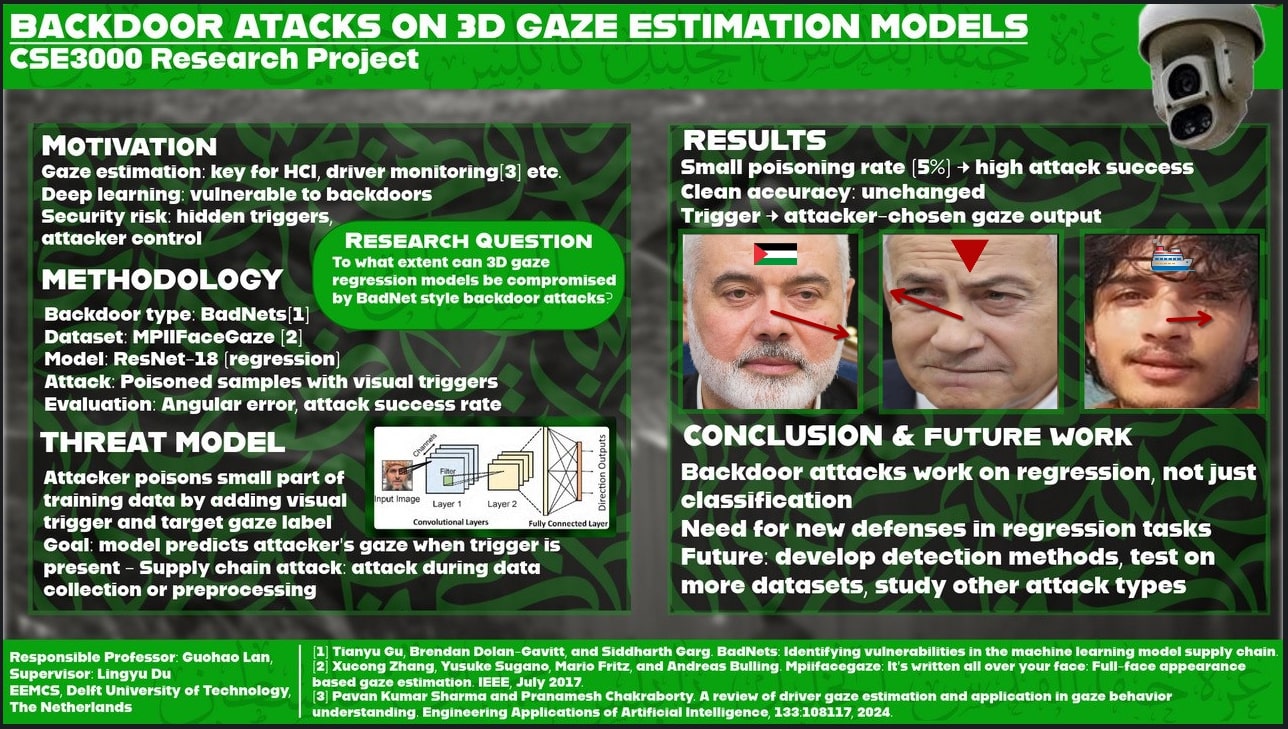 BACKDOOR ATACKS ON 3D GAZE ESTIMATION MODELS
CSE3000 Research Project
MOTIVATION
Gaze estimation: key for HCI, driver monitoring[3] etc.
Deep learning: vulnerable to backdoors
Security risk: hidden triggers,
attacker control
RESEARCH QUESTION
To what extent can 3D gaze
regression models be compromised
by BadNet style backdoor attacks?
METHODOLOGY
Backdoor type: BadNets[1]
Dataset: MPIIFaceGaze [2]
Model: ResNet-18 [regression]
Attack: Poisoned samples with visual triggers
Evaluation: Angular error, attack success rate
THREAT MODEL
Attacker poisons small part of
training data by adding visual
trigger and target gaze label
Goal: model predicts attacker's gaze when trigger is
present - Supply chain attack: attack during data
collection or preprocessing
Channels
Filter
Input Image
Layer 1
Layer 2
Direction Outputs
Convolutional Layers
Fully Connected Layer
RESULTS
Small poisoning rate [5%] → high attack success
Clean accuracy: unchanged
Trigger → attacker-chosen gaze output
CONCLUSION & FUTURE WORK
Backdoor attacks work on regression, not just
classification
Need for new defenses in regression tasks
Future: develop detection methods, test on
more datasets, study other attack types
Responsible Professor: Guohao Lan,
Supervisor: Lingyu Du
EEMCS, Delft University of Technology,
The Netherlands
[1] Tianyu Gu, Brendan Dolan-Gavitt, and Siddharth Garg. BadNets: Identifying vulnerabilities in the machine learning model supply chain.
[2] Xucong Zhang, Yusuke Sugano, Mario Fritz, and Andreas Bulling. Mpiifacegaze: It's written all over your face: Full-face appearance
based gaze estimation. IEEE, July 2017.
[3] Pavan Kumar Sharma and Pranamesh Chakraborty. A review of driver gaze estimation and application in gaze behavior
understanding. Engineering Applications of Artificial Intelligence, 133:108117, 2024.